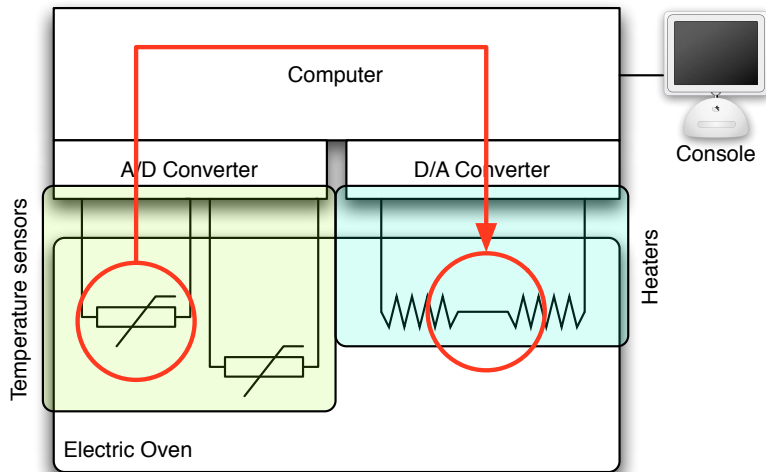 Computer
A/D Converter
D/A Converter
Console
Temperature sensors
Heaters
Electric Oven